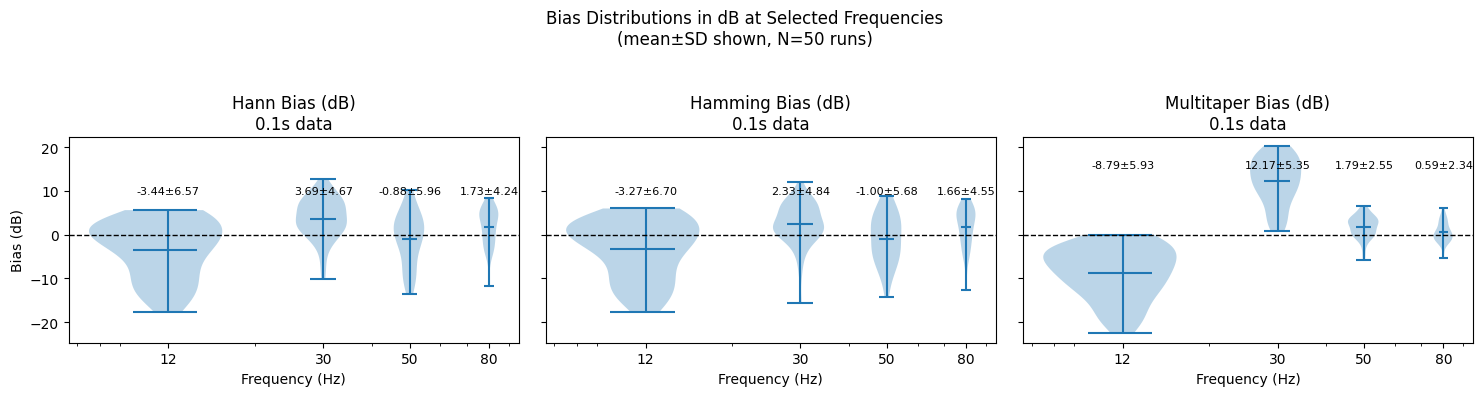 Bias Distributions in dB at Selected Frequencies
(mean±SD shown, N=50 runs)
Hann Bias (dB)
0.1s data
Bias (dB)
20
10
0
−10
−20
-3.44±6.57
3.69±4.67
-0.88±5.96
1.73±4.24
12
30
50
80
Frequency (Hz)
Hamming Bias (dB)
0.1s data
-3.27±6.70
2.33±4.84
-1.00±5.68
1.66±4.55
12
30
50
80
Frequency (Hz)
Multitaper Bias (dB)
0.1s data
-8.79±5.93
12.17±5.35
1.79±2.55
0.59±2.34
12
30
50
80
Frequency (Hz)